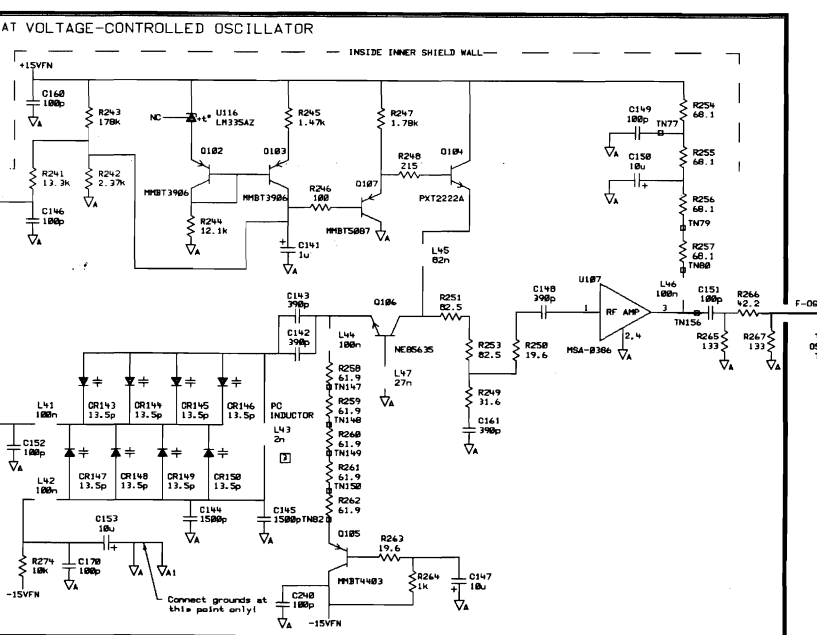 AT VOLTAGE-CONTROLLED OSCILLATOR
INSIDE INNER SHIELD WALL
+15VFN
C160
100p
A
R243
178k
NC
+t°
U116
LM335AZ
R245
1.47k
R247
1.78k
C149
100p
TN77
R254
68.1
Q102
Q103
Q104
R248
215
A
C150
10u
+
R255
68.1
R241
13.3k
R242
2.37k
MMBT3906
MMBT3906
R246
100
Q107
PXT2222A
A
R256
68.1
C146
100p
A
A
R244
12.1k
MMBT5087
TN79
A
+
C141
1u
A
A
L45
82n
R257
68.1
TN80
U107
L46
100n
C143
390p
Q106
R251
82.5
C148
390p
C151
100p
R266
42.2
F-OS
1
RF AMP
3
C142
390p
L44
100n
NE85635
R253
82.5
R250
19.6
MSA-0386
2,4
A
TN156
R265
133
R267
133
A
A
R258
61.9
TN147
L47
27n
A
R249
31.6
L41
100n
CR143
13.5p
CR144
13.5p
CR145
13.5p
CR146
13.5p
PC
INDUCTOR
L43
2n
3
R259
61.9
TN148
C161
390p
A
R260
61.9
TN149
C152
100p
A
L42
100n
CR147
13.5p
CR148
13.5p
CR149
13.5p
CR150
13.5p
R261
61.9
TN150
R262
61.9
C144
1500p
A
C145
1500p
A
TN82
C153
10u
+
Q105
R263
19.6
R274
10k
C170
100p
A
A
A1
MMBT4403
R264
1k
C147
10u
+
A
-15VFN
Connect grounds at
this point only!
C240
100p
A
-15VFN